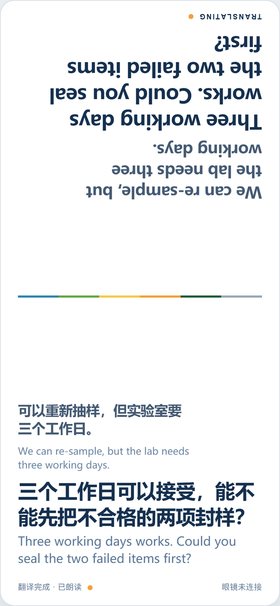 TRANSLATING
We can re-sample, but
the lab needs three
working days.
Three working days
works. Could you seal
the two failed items
first?
可以重新抽样，但实验室要
三个工作日。
We can re-sample, but the lab needs
three working days.
三个工作日可以接受，能不
能先把不合格的两项封样？
Three working days works. Could you
seal the two failed items first?
翻译完成 · 已朗读
眼镜未连接